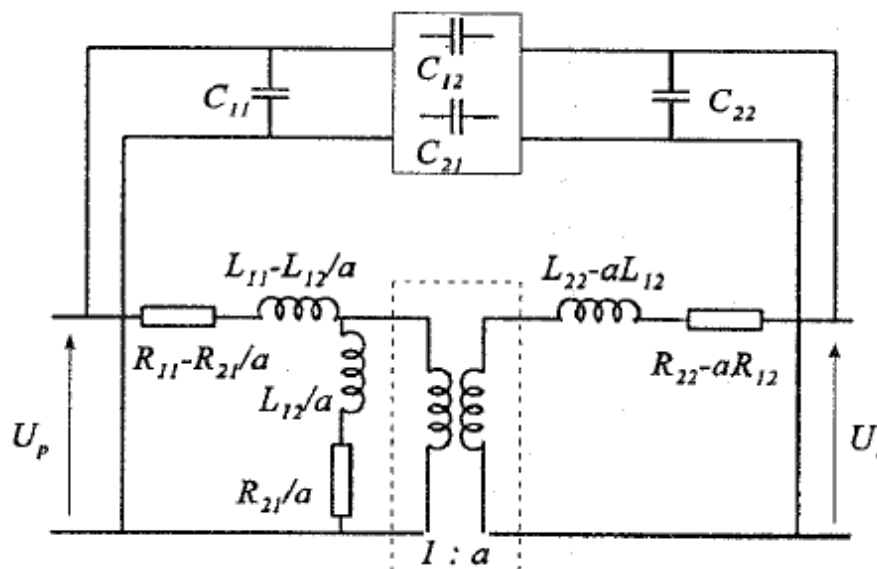 C₁₂
C₁₁
C₂₂
C₂₁
L₁₁-L₁₂/a
L₂₂-aL₁₂
R₁₁-R₂₁/a
R₂₂-aR₁₂
L₁₂/a
Uₚ
U
R₂₁/a
1 : a